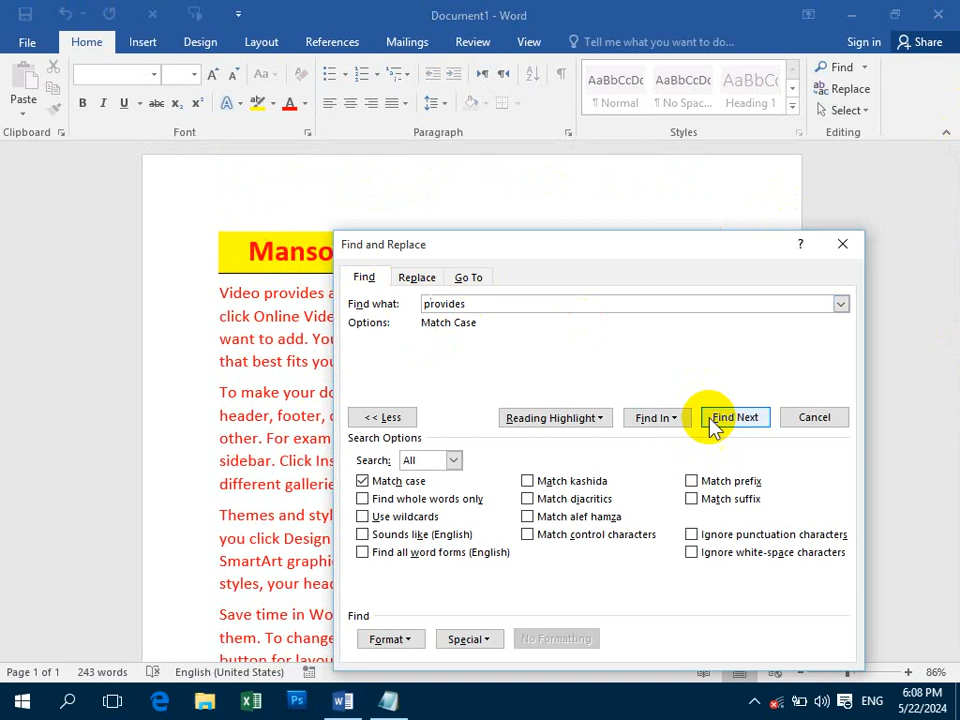 Document1 - Word
File
Home
Insert
Design
Layout
References
Mailings
Review
View
Tell me what you want to do...
Sign in
Share
Paste
Clipboard
B I U abc x₂ x²
Aa
A
Font
Paragraph
AaBbCcDc AaBbCcDc AaBbCc
¶ Normal ¶ No Spac... Heading 1
Styles
Find
Replace
Select
Editing
Manso
Video provides a
click Online Vide
want to add. You
that best fits you
To make your do
header, footer, c
other. For exam
sidebar. Click Ins
different gallerie
Themes and styl
you click Design
SmartArt graphi
styles, your head
Save time in Wo
them. To change
button for layou
Find and Replace
?
Find
Replace
Go To
Find what: provides
Options: Match Case
<< Less
Reading Highlight
Find In
Find Next
Cancel
Search Options
Search: All
Match case
Find whole words only
Use wildcards
Sounds like (English)
Find all word forms (English)
Match kashida
Match diacritics
Match alef hamza
Match control characters
Match prefix
Match suffix
Ignore punctuation characters
Ignore white-space characters
Find
Format
Special
No Formatting
Page 1 of 1
243 words
English (United States)
86%
ENG
6:08 PM
5/22/2024